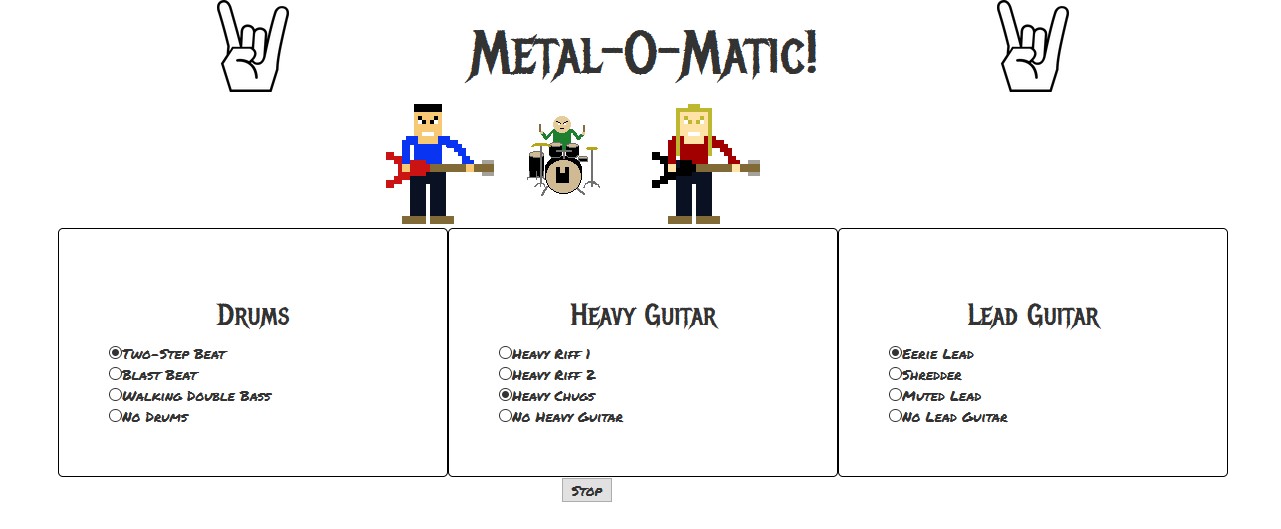 Metal-O-Matic!
Drums
Two-Step Beat
Blast Beat
Walking Double Bass
No Drums
Heavy Guitar
Heavy Riff 1
Heavy Riff 2
Heavy Chugs
No Heavy Guitar
Lead Guitar
Eerie Lead
Shredder
Muted Lead
No Lead Guitar
Stop